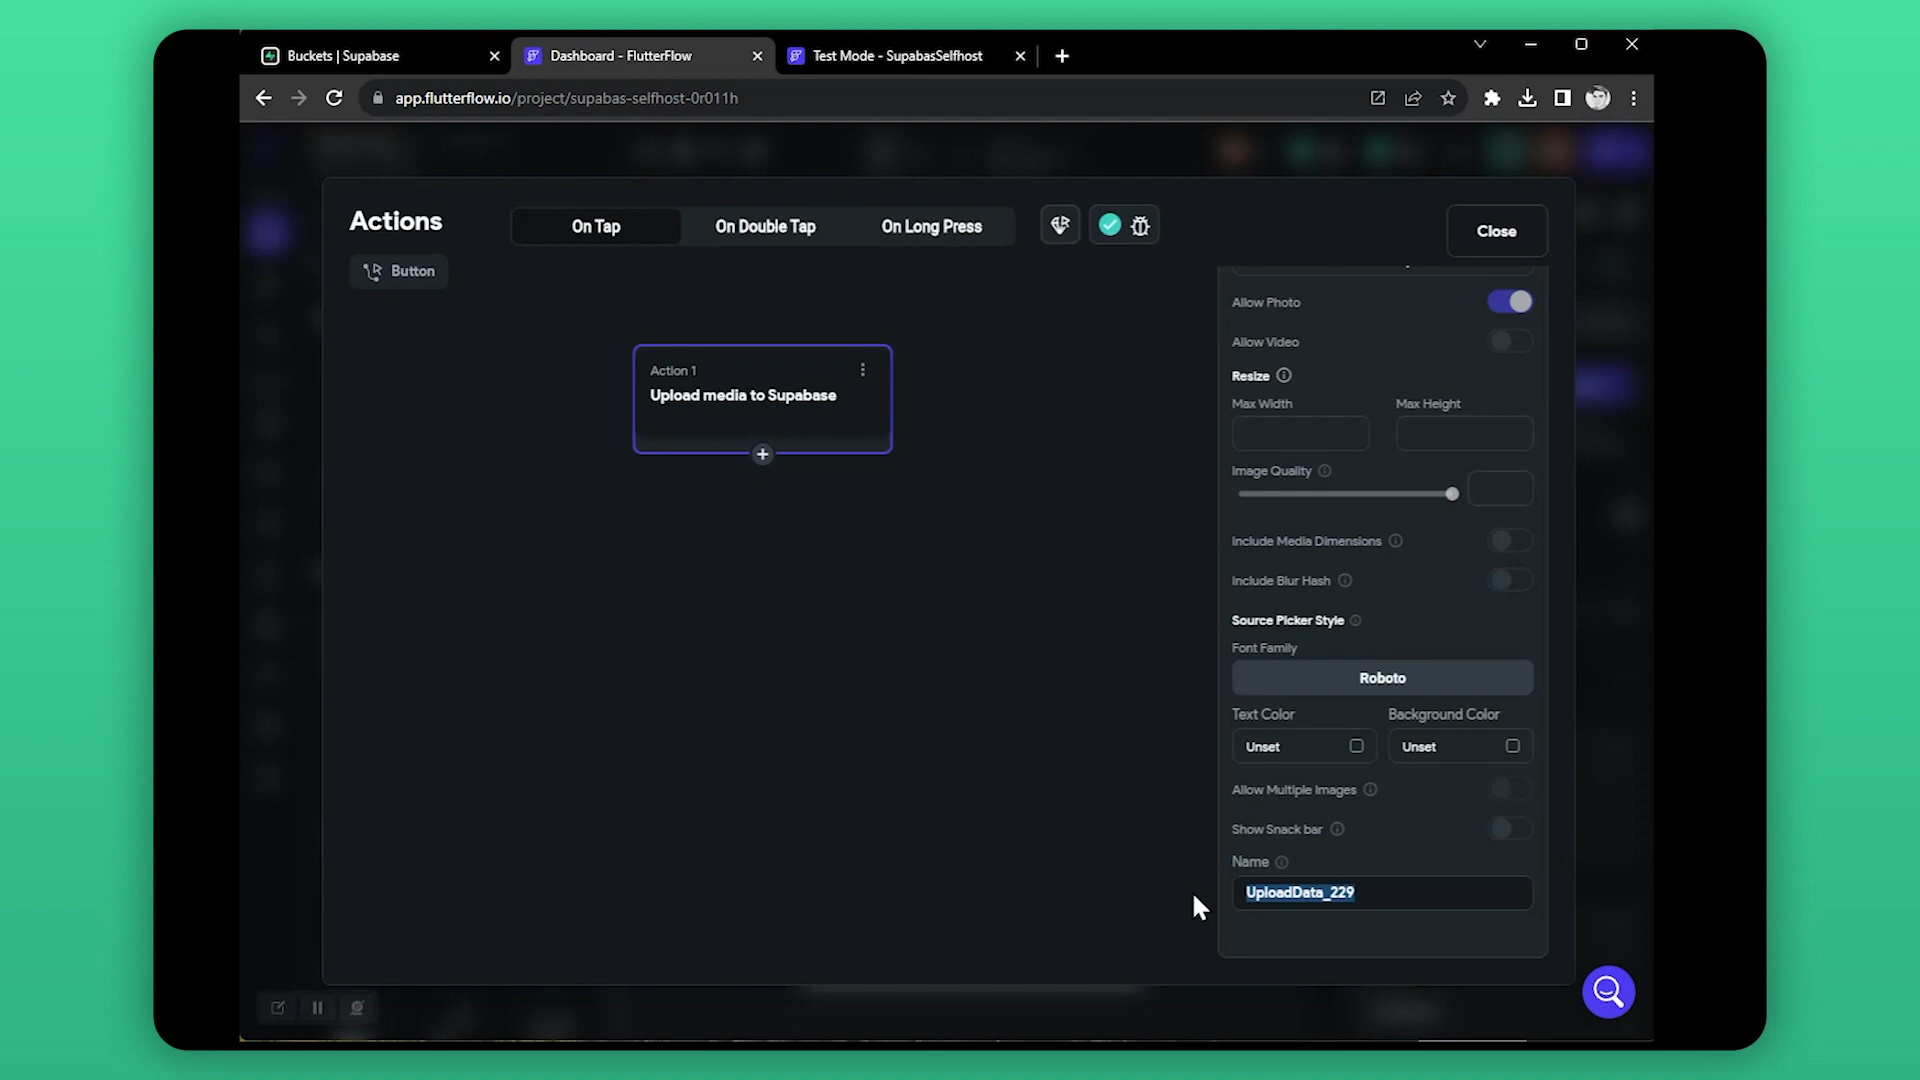 Buckets | Supabase
Dashboard - FlutterFlow
Test Mode - SupabasSelfhost
app.flutterflow.io/project/supabas-selfhost-0r011h
Actions
On Tap
On Double Tap
On Long Press
Close
Button
Allow Photo
Action 1
Upload media to Supabase
Allow Video
Resize
Max Width
Max Height
Image Quality
Include Media Dimensions
Include Blur Hash
Source Picker Style
Font Family
Roboto
Text Color
Background Color
Unset
Unset
Allow Multiple Images
Show Snack bar
Name
UploadData_229